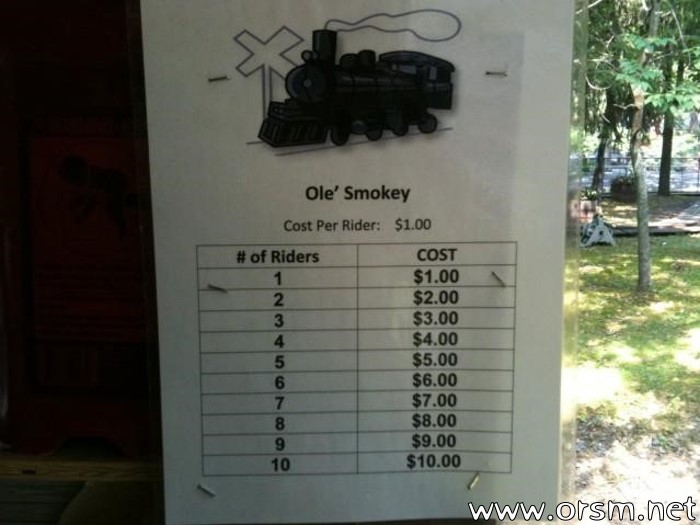 Ole' Smokey
Cost Per Rider: $1.00
# of Riders COST
1 $1.00
2 $2.00
3 $3.00
4 $4.00
5 $5.00
6 $6.00
7 $7.00
8 $8.00
9 $9.00
10 $10.00
www.orsm.net